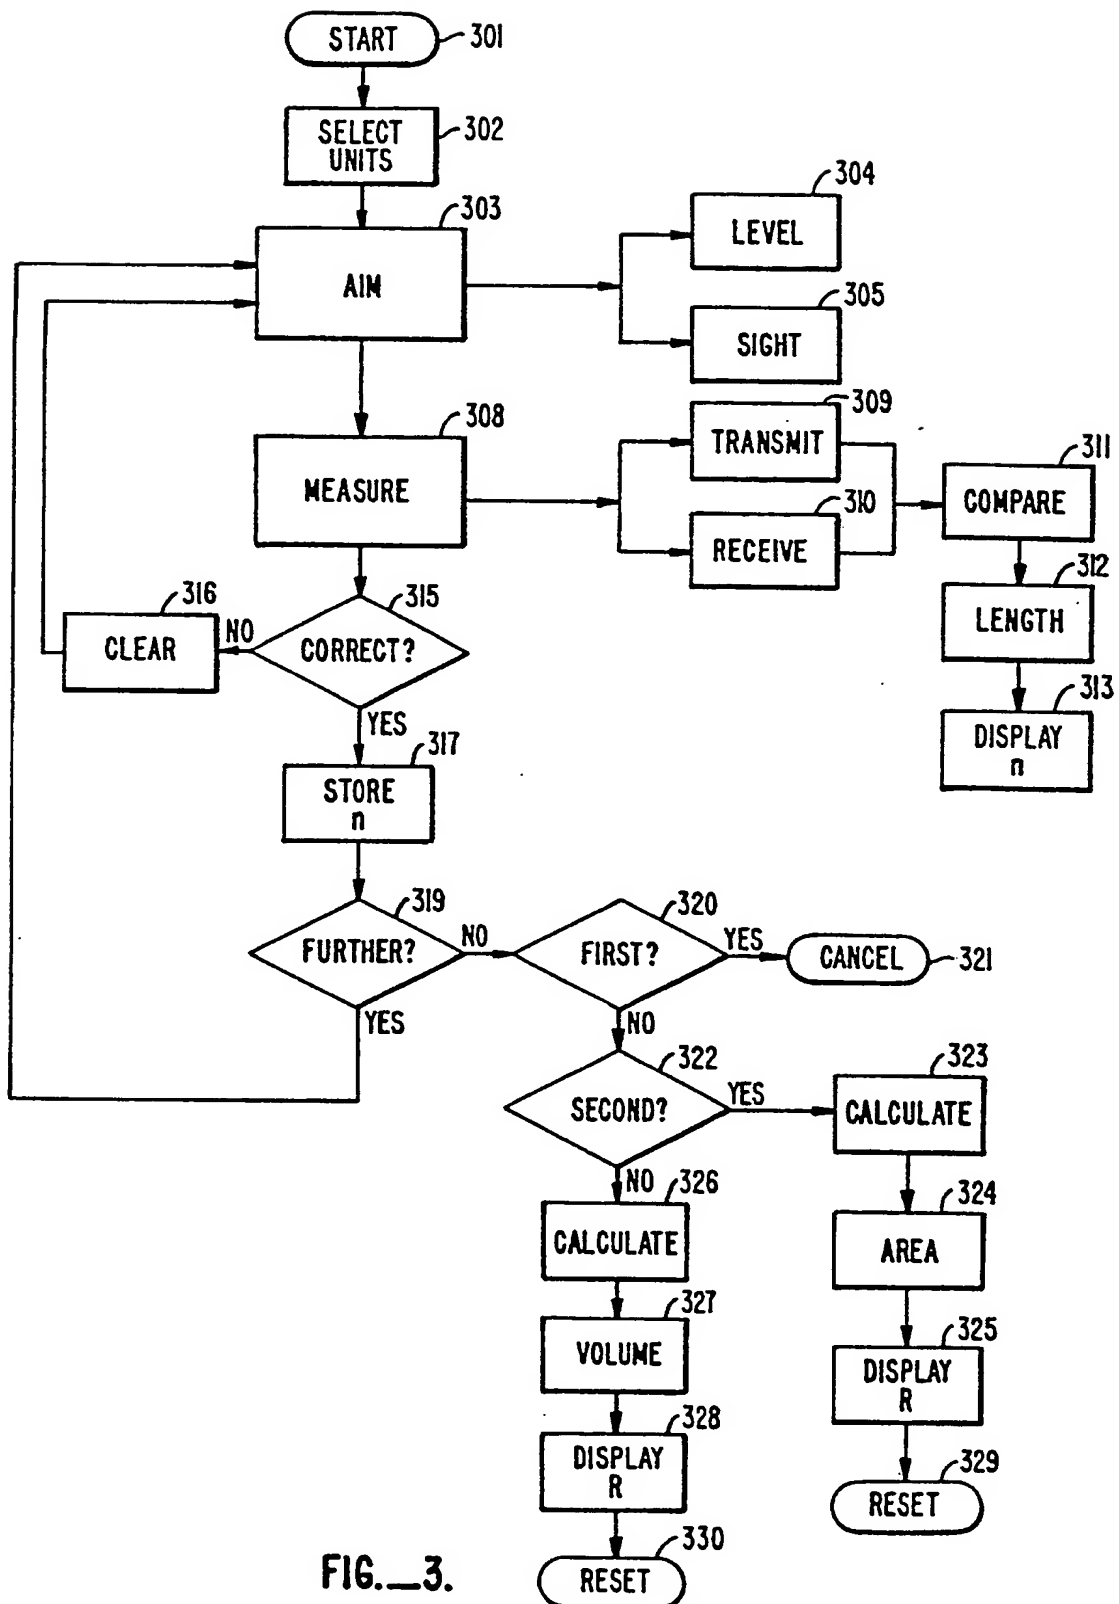 START
301
SELECT
UNITS
302
303
AIM
304
LEVEL
305
SIGHT
308
MEASURE
309
TRANSMIT
310
RECEIVE
311
COMPARE
312
LENGTH
313
DISPLAY
n
315
CORRECT?
NO
316
CLEAR
YES
317
STORE
n
319
FURTHER?
NO
YES
320
FIRST?
YES
CANCEL
321
NO
322
SECOND?
YES
323
CALCULATE
324
AREA
325
DISPLAY
R
329
RESET
NO
326
CALCULATE
327
VOLUME
328
DISPLAY
R
330
RESET
FIG.__3.